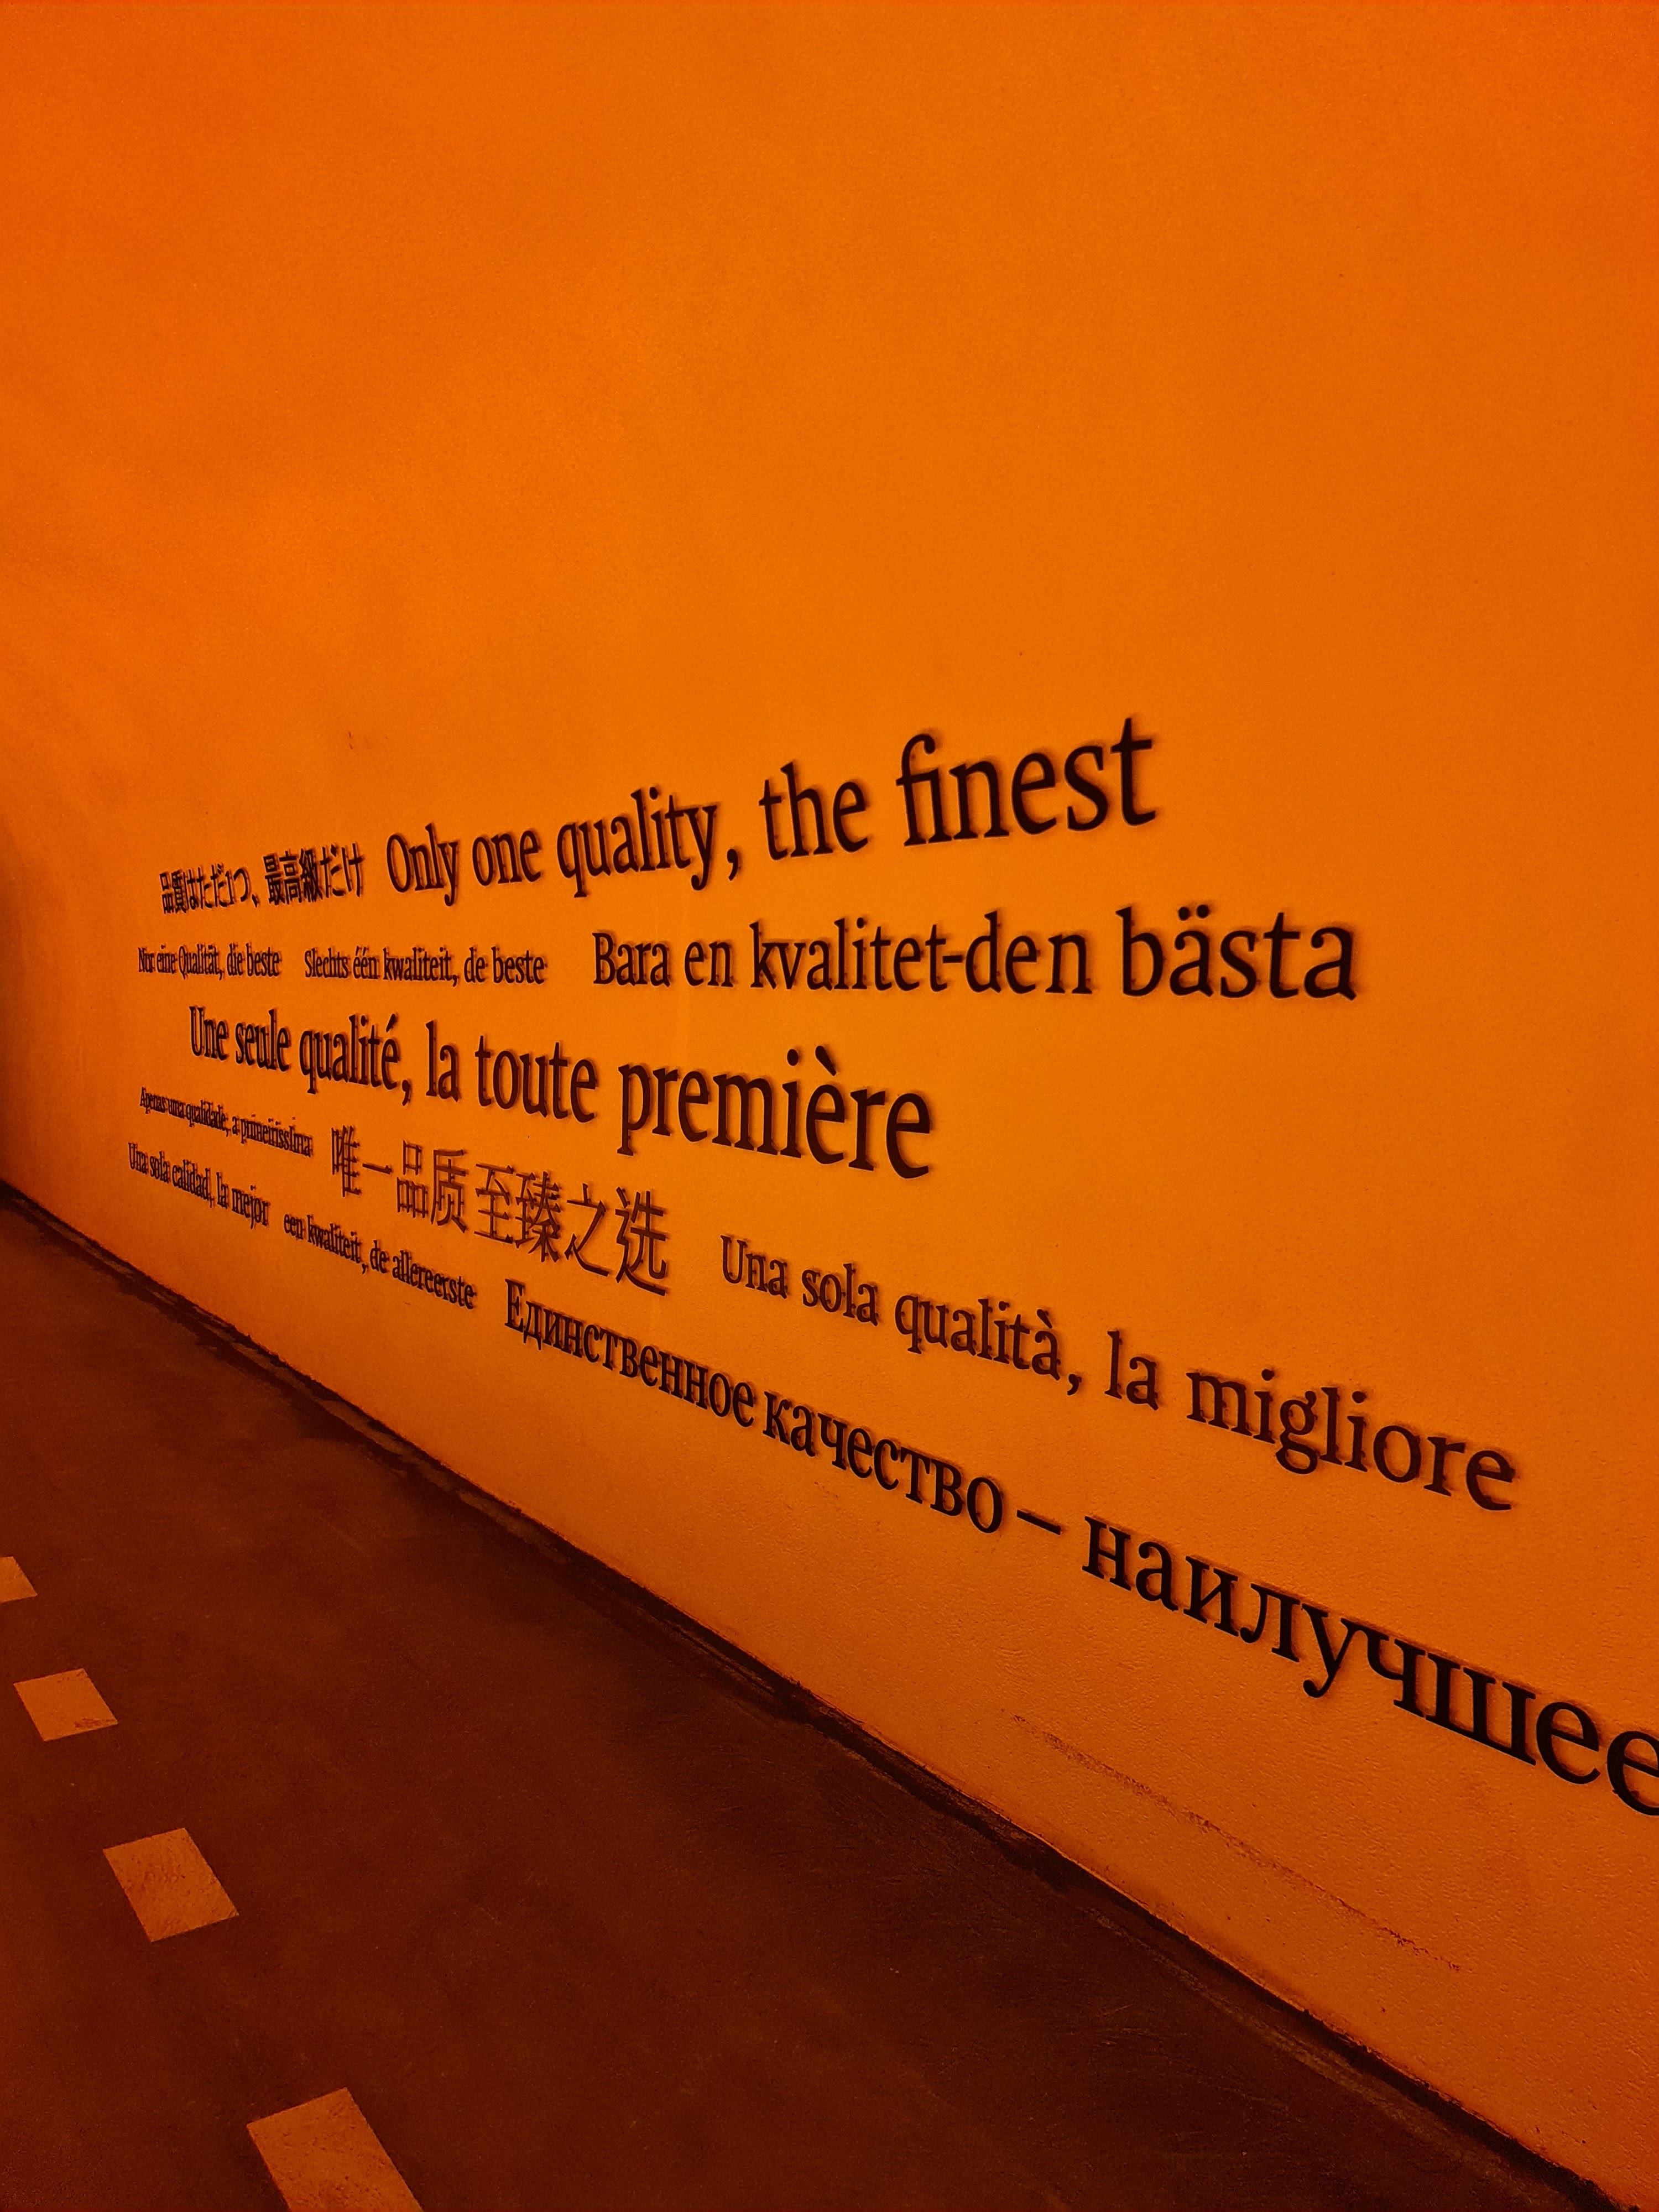 品質はただ1つ、最高級だけ Only one quality, the finest
Nur eine Qualität, die beste Slechts één kwaliteit, de beste Bara en kvalitet-den bästa
Une seule qualité, la toute première
Apenas uma qualidade, a primeiríssima 唯一品质 至臻之选 Una sola qualità, la migliore
Una sola calidad, la mejor een kwaliteit, de allereerste Единственное качество – наилучшее